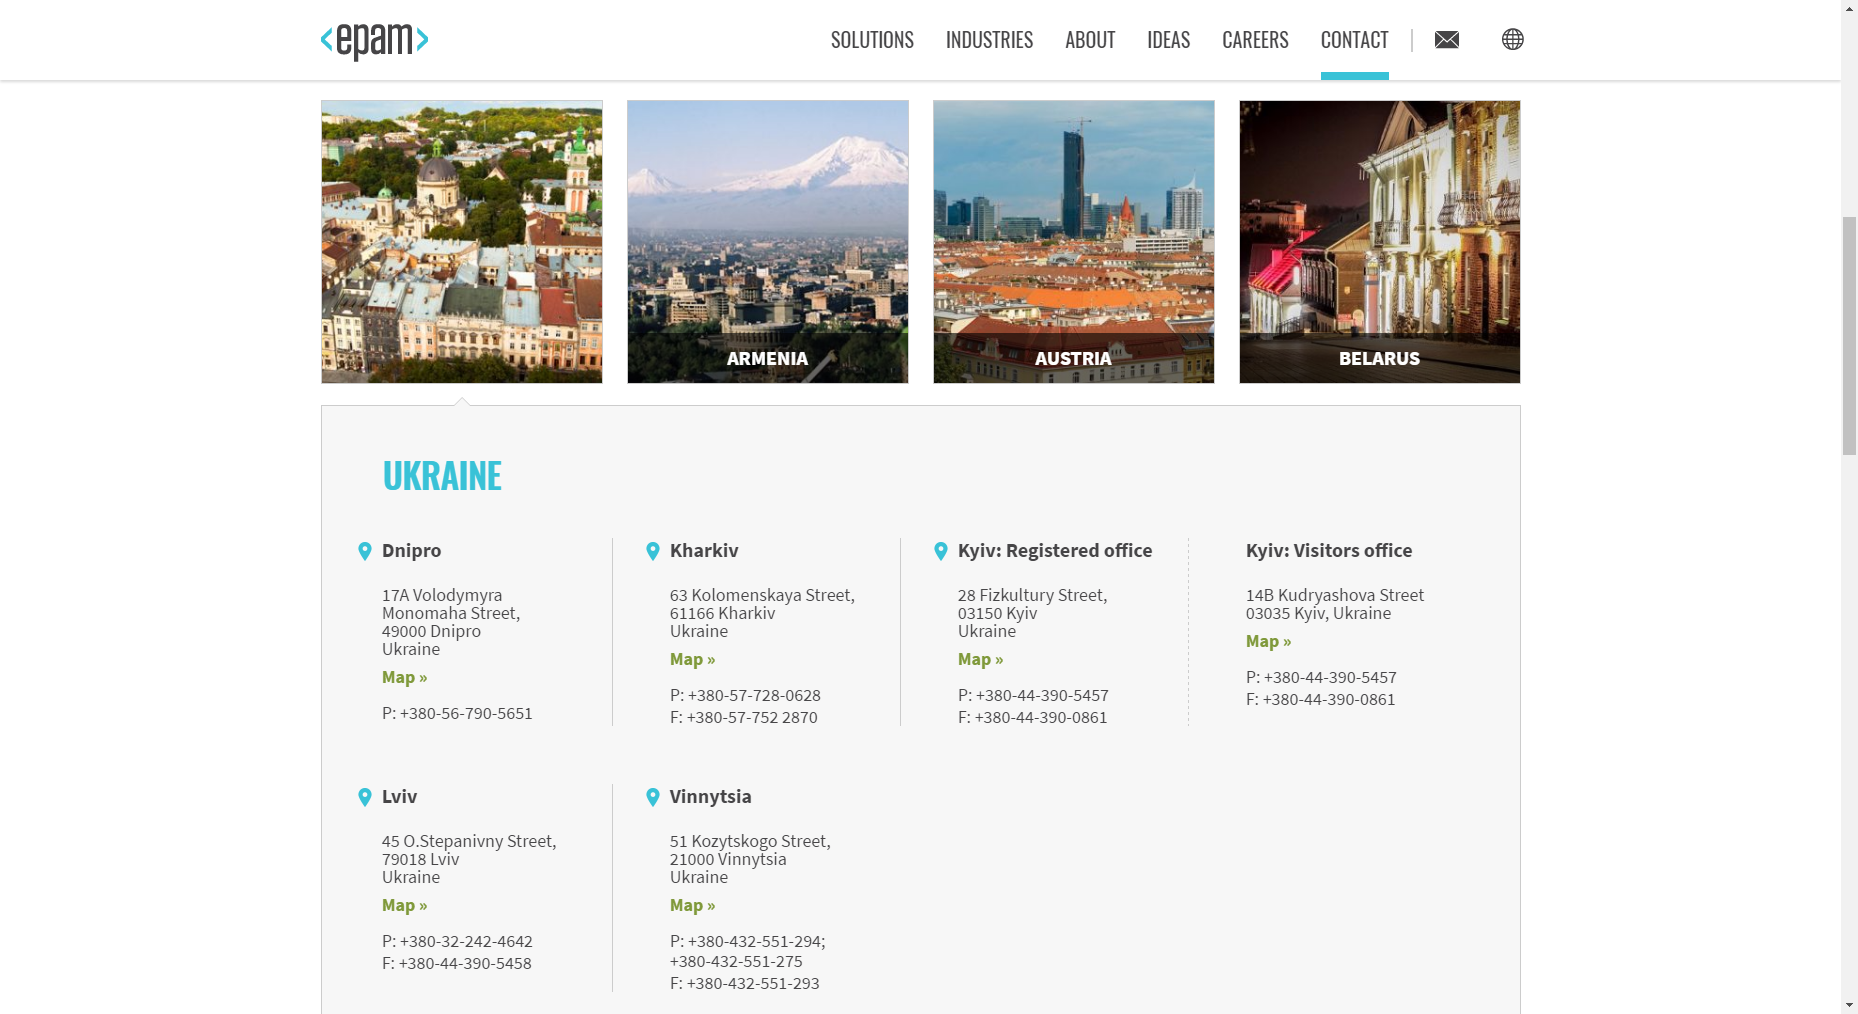 <epam>
SOLUTIONS INDUSTRIES ABOUT IDEAS CAREERS CONTACT
ARMENIA
AUSTRIA
BELARUS
UKRAINE
Dnipro
17A Volodymyra
Monomaha Street,
49000 Dnipro
Ukraine
Map »
P: +380-56-790-5651
Kharkiv
63 Kolomenskaya Street,
61166 Kharkiv
Ukraine
Map »
P: +380-57-728-0628
F: +380-57-752 2870
Kyiv: Registered office
28 Fizkultury Street,
03150 Kyiv
Ukraine
Map »
P: +380-44-390-5457
F: +380-44-390-0861
Kyiv: Visitors office
14B Kudryashova Street
03035 Kyiv, Ukraine
Map »
P: +380-44-390-5457
F: +380-44-390-0861
Lviv
45 O.Stepanivny Street,
79018 Lviv
Ukraine
Map »
P: +380-32-242-4642
F: +380-44-390-5458
Vinnytsia
51 Kozytskogo Street,
21000 Vinnytsia
Ukraine
Map »
P: +380-432-551-294;
+380-432-551-275
F: +380-432-551-293